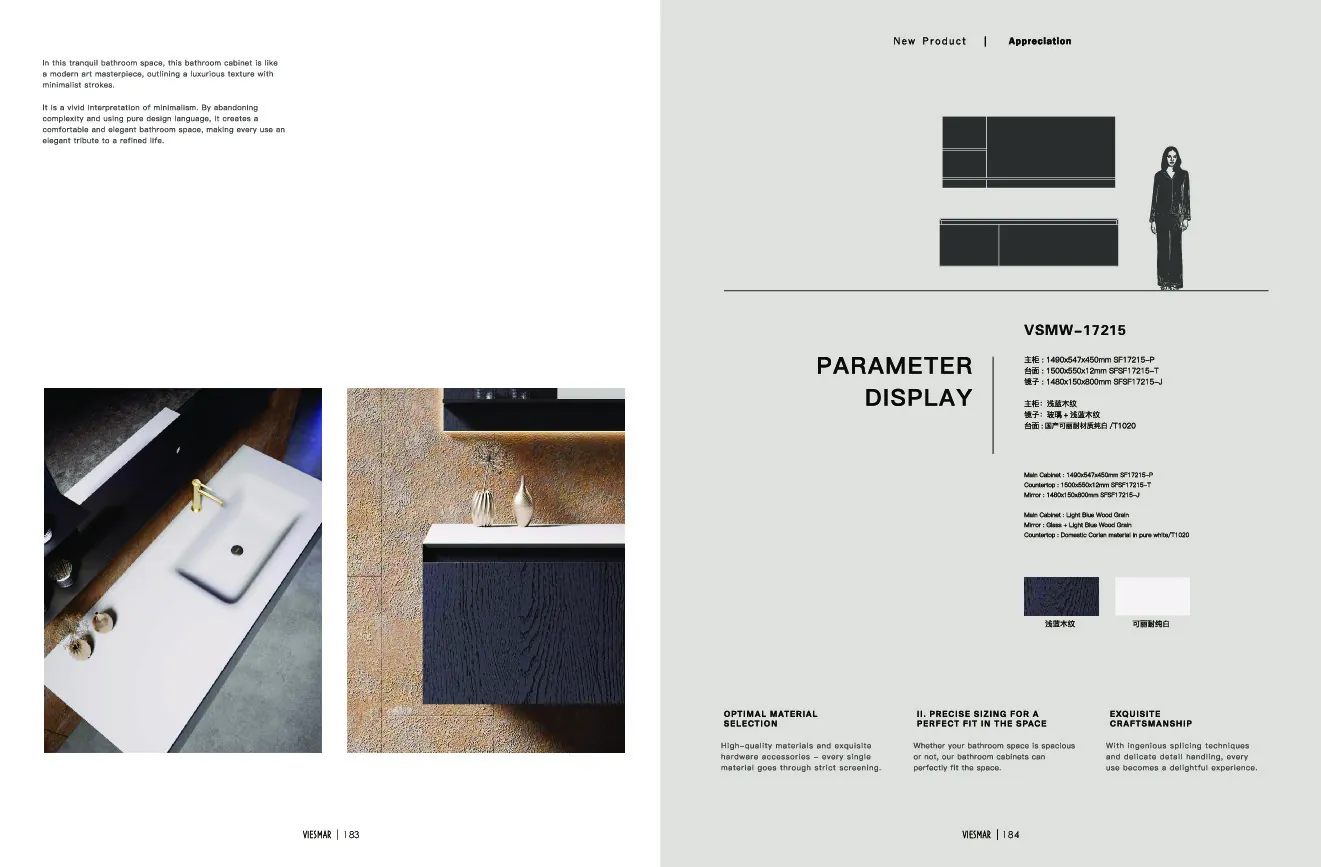 In this tranquil bathroom space, this bathroom cabinet is like
a modern art masterpiece, outlining a luxurious texture with
minimalist strokes.
It is a vivid interpretation of minimalism. By abandoning
complexity and using pure design language, it creates a
comfortable and elegant bathroom space, making every use an
elegant tribute to a refined life.
VIESMAR | 183
New Product | Appreciation
PARAMETER
DISPLAY
VSMW-17215
主柜 : 1490x547x450mm SF17215-P
台面 : 1500x550x12mm SFSF17215-T
镜子 : 1480x150x800mm SFSF17215-J
主柜: 浅蓝木纹
镜子: 玻璃 + 浅蓝木纹
台面 : 国产可丽耐材质纯白 /T1020
Main Cabinet : 1490x547x450mm SF17215-P
Countertop : 1500x550x12mm SFSF17215-T
Mirror : 1480x150x800mm SFSF17215-J
Main Cabinet : Light Blue Wood Grain
Mirror : Glass + Light Blue Wood Grain
Countertop : Domestic Corian material in pure white/T1020
浅蓝木纹
可丽耐纯白
OPTIMAL MATERIAL
SELECTION
High-quality materials and exquisite
hardware accessories - every single
material goes through strict screening.
II. PRECISE SIZING FOR A
PERFECT FIT IN THE SPACE
Whether your bathroom space is spacious
or not, our bathroom cabinets can
perfectly fit the space.
EXQUISITE
CRAFTSMANSHIP
With ingenious splicing techniques
and delicate detail handling, every
use becomes a delightful experience.
VIESMAR | 184